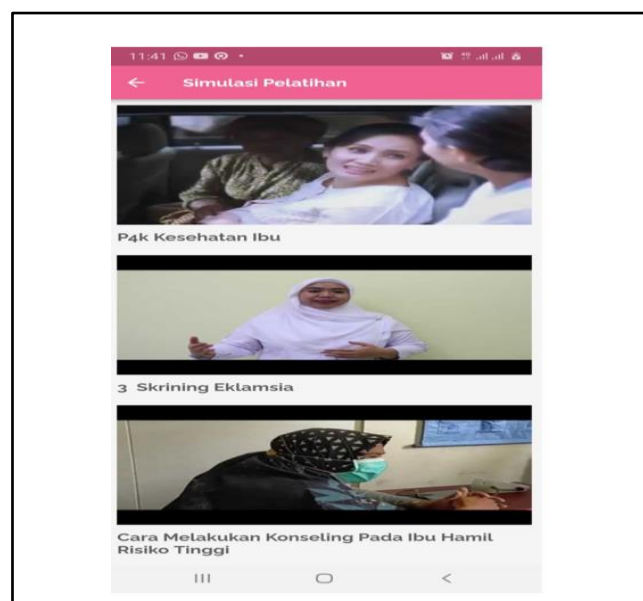 11:41
Simulasi Pelatihan
P4k Kesehatan Ibu
3 Skrining Eklamsia
Cara Melakukan Konseling Pada Ibu Hamil
Risiko Tinggi